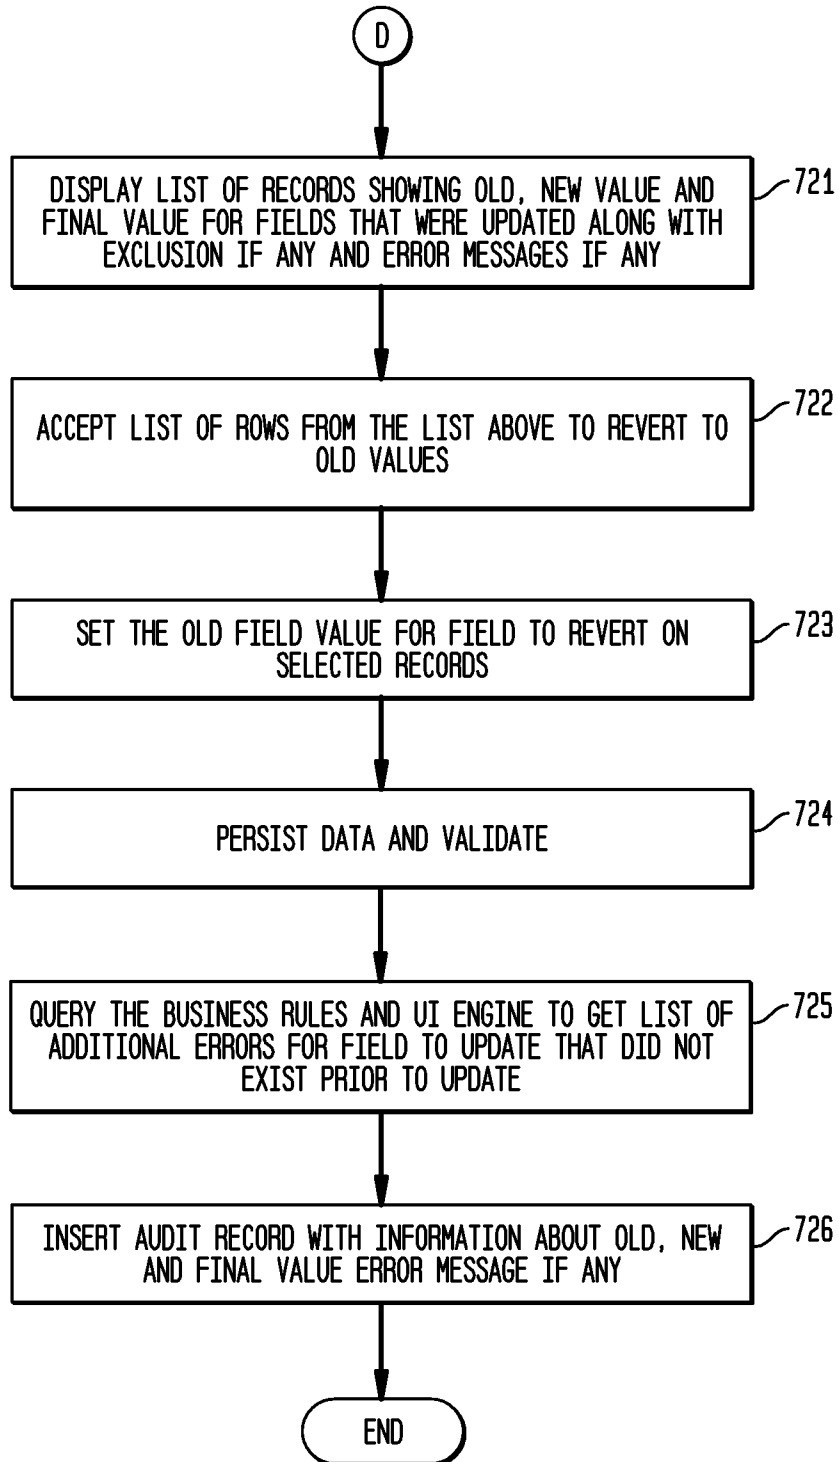 D
DISPLAY LIST OF RECORDS SHOWING OLD, NEW VALUE AND
FINAL VALUE FOR FIELDS THAT WERE UPDATED ALONG WITH
EXCLUSION IF ANY AND ERROR MESSAGES IF ANY
721
ACCEPT LIST OF ROWS FROM THE LIST ABOVE TO REVERT TO
OLD VALUES
722
SET THE OLD FIELD VALUE FOR FIELD TO REVERT ON
SELECTED RECORDS
723
PERSIST DATA AND VALIDATE
724
QUERY THE BUSINESS RULES AND UI ENGINE TO GET LIST OF
ADDITIONAL ERRORS FOR FIELD TO UPDATE THAT DID NOT
EXIST PRIOR TO UPDATE
725
INSERT AUDIT RECORD WITH INFORMATION ABOUT OLD, NEW
AND FINAL VALUE ERROR MESSAGE IF ANY
726
END